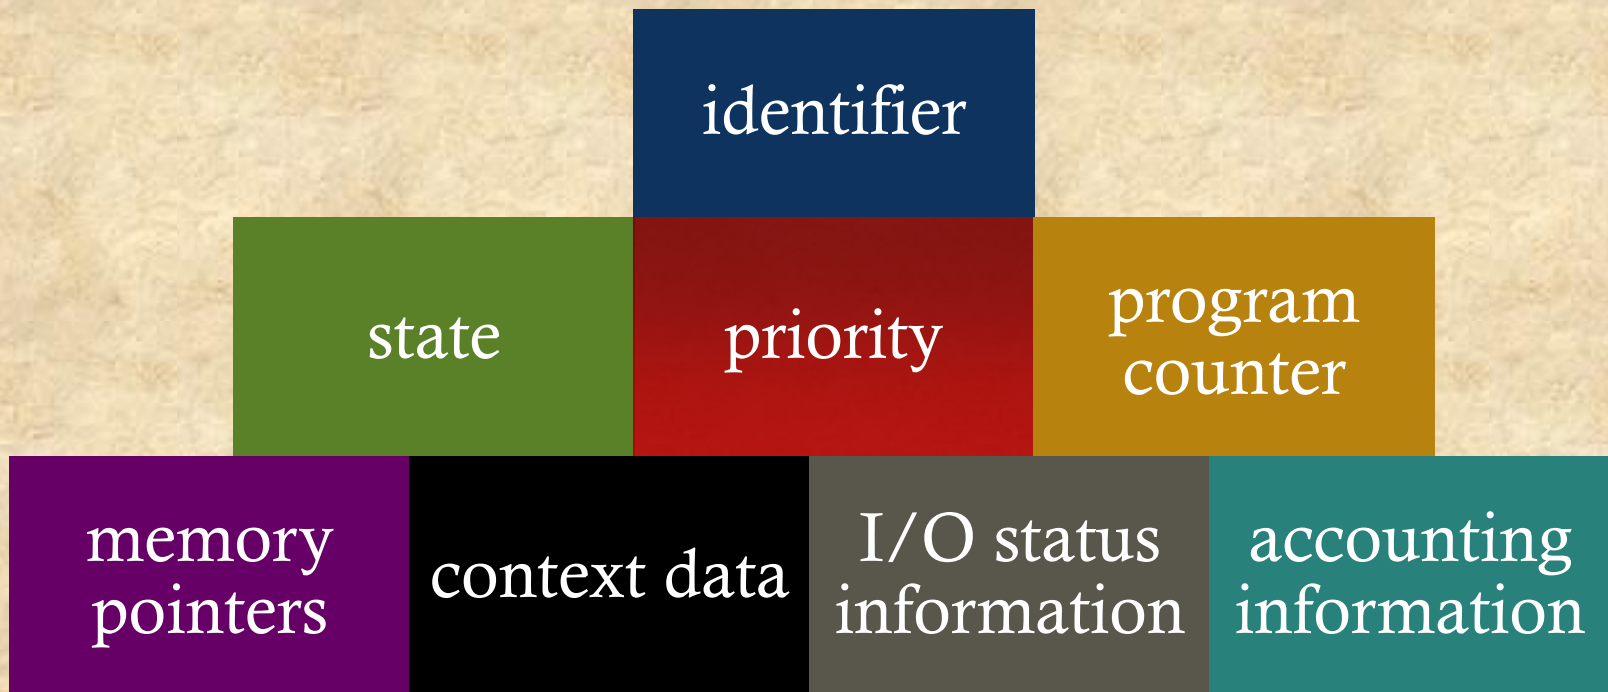 identifier
state
priority
program
counter
memory
pointers
context data
I/O status
information
accounting
information